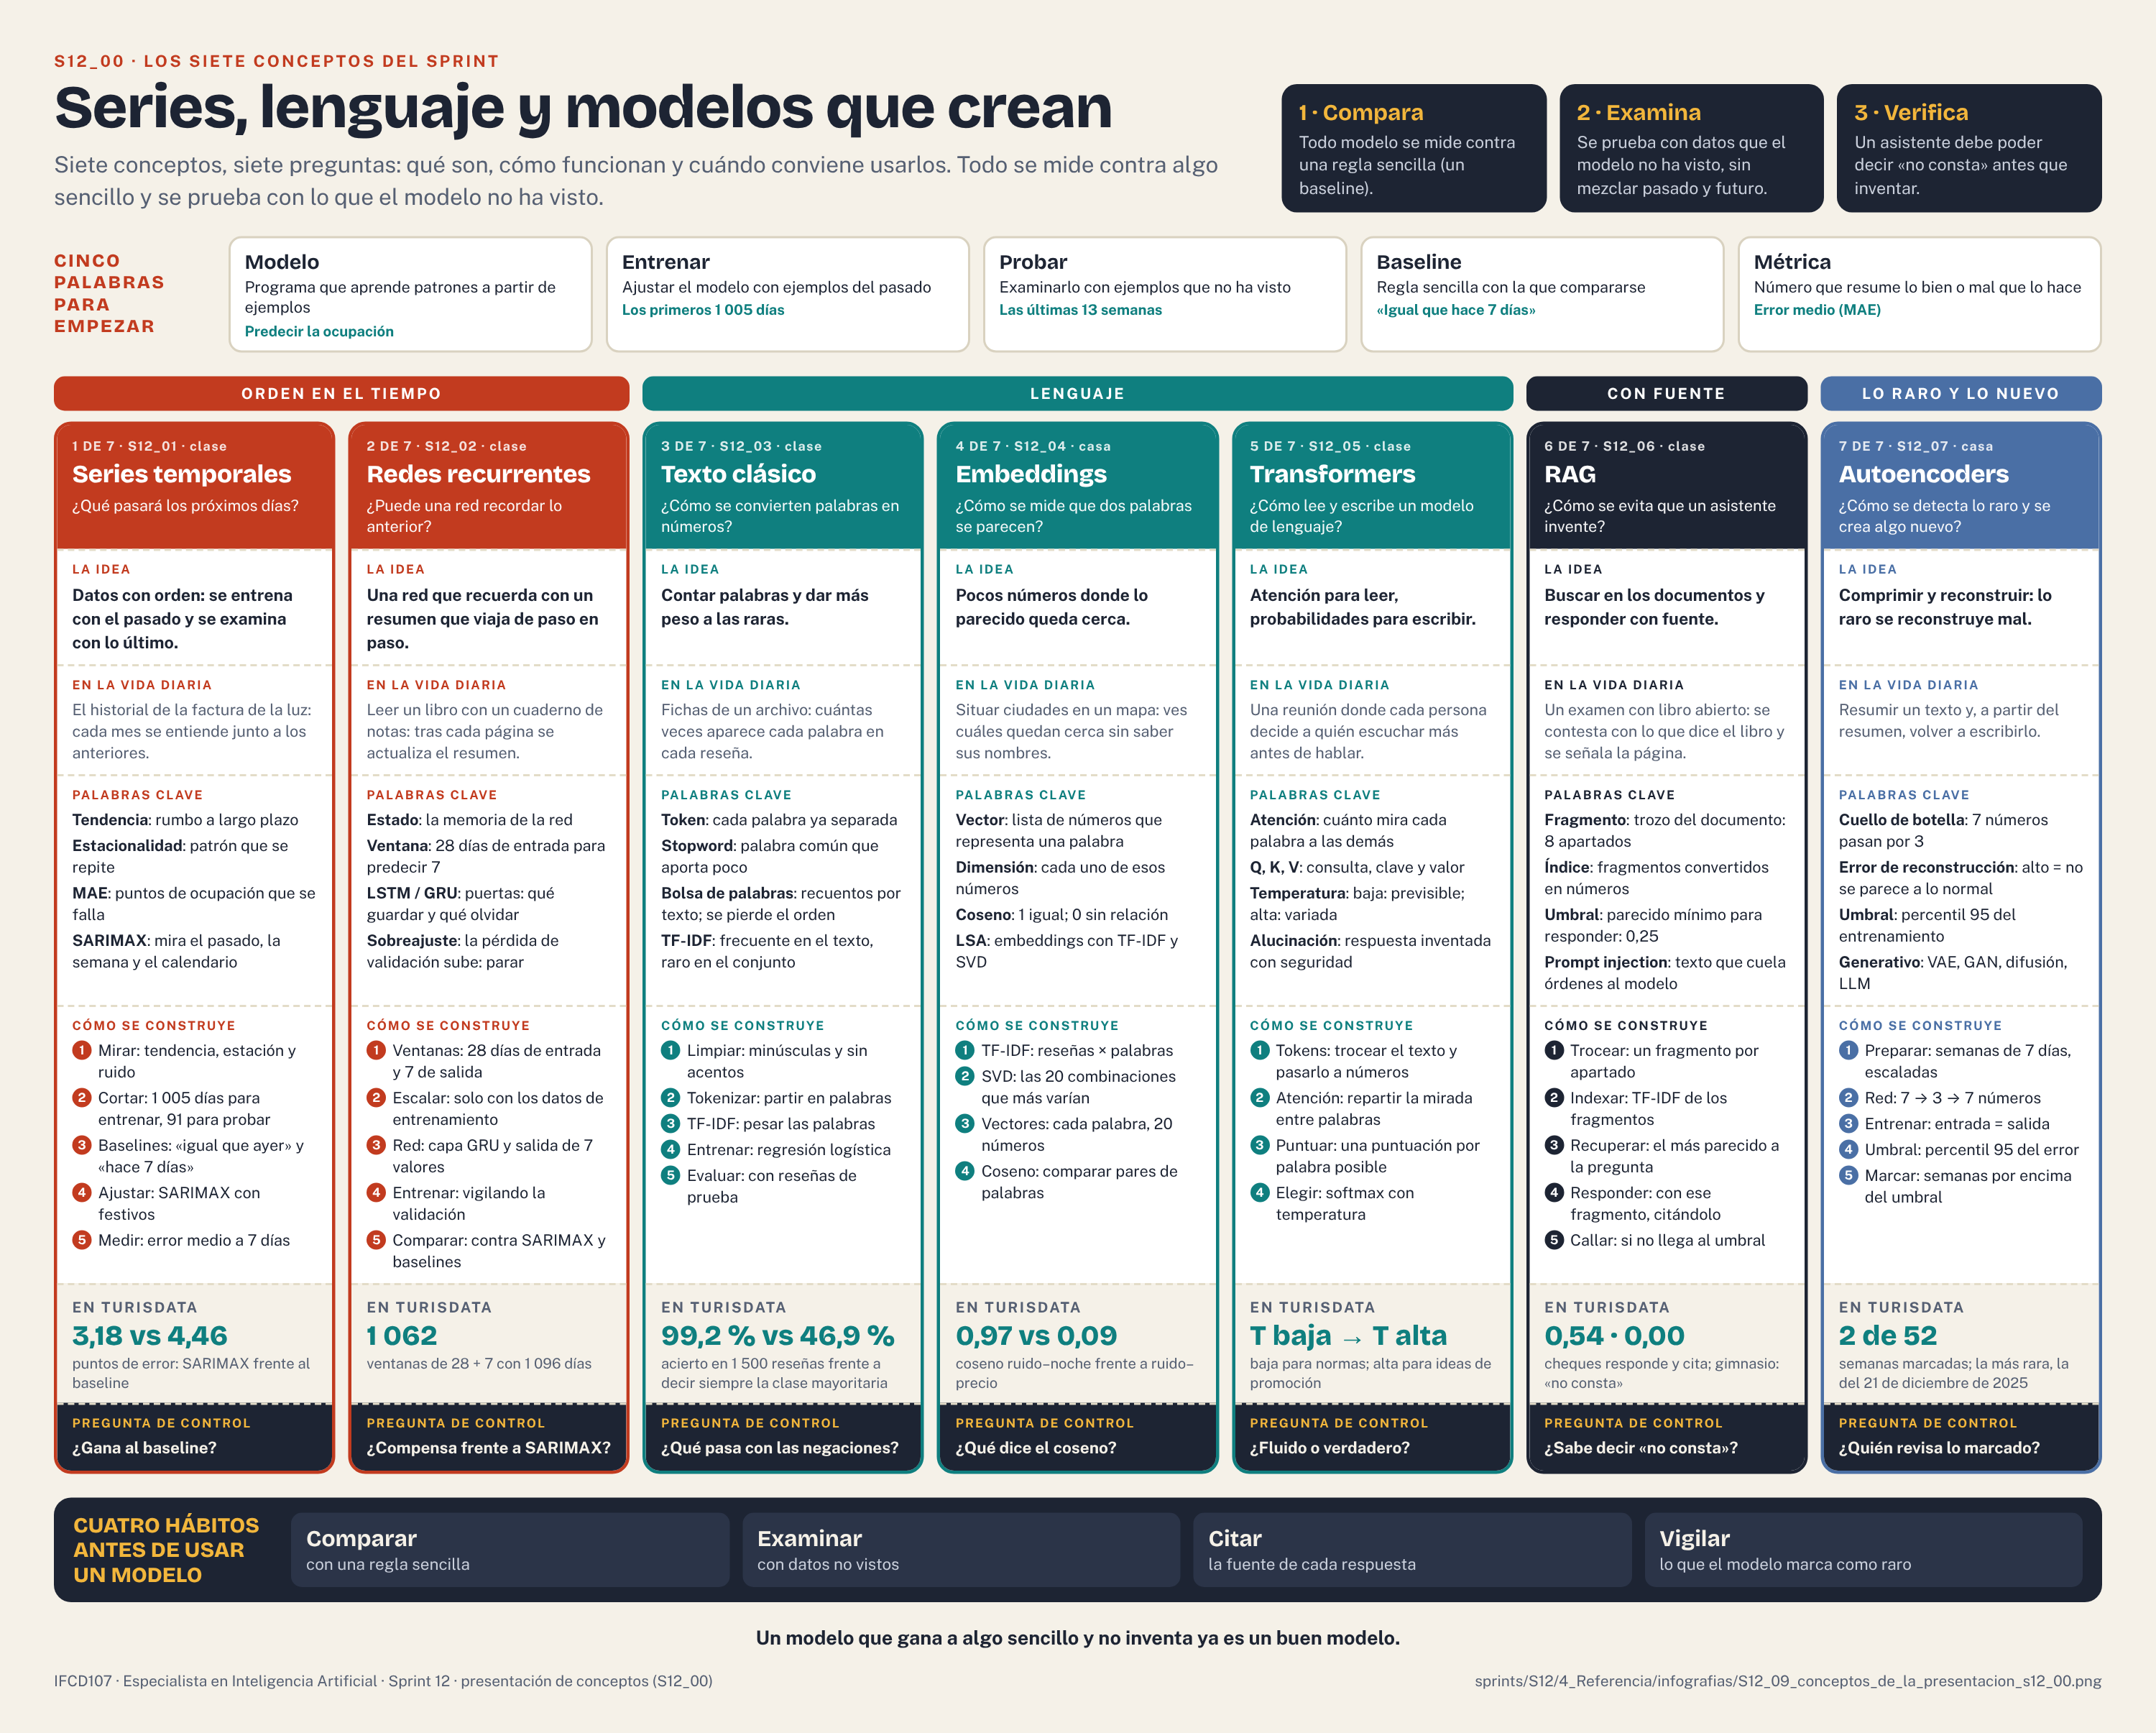 S12_00 · LOS SIETE CONCEPTOS DEL SPRINT
Series, lenguaje y modelos que crean
Siete conceptos, siete preguntas: qué son, cómo funcionan y cuándo conviene usarlos. Todo se mide contra algo
sencillo y se prueba con lo que el modelo no ha visto.
1 · Compara
Todo modelo se mide contra
una regla sencilla (un
baseline).
2 · Examina
Se prueba con datos que el
modelo no ha visto, sin
mezclar pasado y futuro.
3 · Verifica
Un asistente debe poder
decir «no consta» antes que
inventar.
CINCO
PALABRAS
PARA
EMPEZAR
Modelo
Programa que aprende patrones a partir de
ejemplos
Predecir la ocupación
Entrenar
Ajustar el modelo con ejemplos del pasado
Los primeros 1 005 días
Probar
Examinarlo con ejemplos que no ha visto
Las últimas 13 semanas
Baseline
Regla sencilla con la que compararse
«Igual que hace 7 días»
Métrica
Número que resume lo bien o mal que lo hace
Error medio (MAE)
ORDEN EN EL TIEMPO
LENGUAJE
CON FUENTE
LO RARO Y LO NUEVO
1 DE 7 · S12_01 · clase
Series temporales
¿Qué pasará los próximos días?
LA IDEA
Datos con orden: se entrena
con el pasado y se examina
con lo último.
EN LA VIDA DIARIA
El historial de la factura de la luz:
cada mes se entiende junto a los
anteriores.
PALABRAS CLAVE
Tendencia: rumbo a largo plazo
Estacionalidad: patrón que se
repite
MAE: puntos de ocupación que se
falla
SARIMAX: mira el pasado, la
semana y el calendario
CÓMO SE CONSTRUYE
1 Mirar: tendencia, estación y
ruido
2 Cortar: 1 005 días para
entrenar, 91 para probar
3 Baselines: «igual que ayer» y
«hace 7 días»
4 Ajustar: SARIMAX con
festivos
5 Medir: error medio a 7 días
EN TURISDATA
3,18 vs 4,46
puntos de error: SARIMAX frente al
baseline
PREGUNTA DE CONTROL
¿Gana al baseline?
2 DE 7 · S12_02 · clase
Redes recurrentes
¿Puede una red recordar lo
anterior?
LA IDEA
Una red que recuerda con un
resumen que viaja de paso en
paso.
EN LA VIDA DIARIA
Leer un libro con un cuaderno de
notas: tras cada página se
actualiza el resumen.
PALABRAS CLAVE
Estado: la memoria de la red
Ventana: 28 días de entrada para
predecir 7
LSTM / GRU: puertas: qué
guardar y qué olvidar
Sobreajuste: la pérdida de
validación sube: parar
CÓMO SE CONSTRUYE
1 Ventanas: 28 días de entrada
y 7 de salida
2 Escalar: solo con los datos de
entrenamiento
3 Red: capa GRU y salida de 7
valores
4 Entrenar: vigilando la
validación
5 Comparar: contra SARIMAX y
baselines
EN TURISDATA
1 062
ventanas de 28 + 7 con 1 096 días
PREGUNTA DE CONTROL
¿Compensa frente a SARIMAX?
3 DE 7 · S12_03 · clase
Texto clásico
¿Cómo se convierten palabras en
números?
LA IDEA
Contar palabras y dar más
peso a las raras.
EN LA VIDA DIARIA
Fichas de un archivo: cuántas
veces aparece cada palabra en
cada reseña.
PALABRAS CLAVE
Token: cada palabra ya separada
Stopword: palabra común que
aporta poco
Bolsa de palabras: recuentos por
texto; se pierde el orden
TF-IDF: frecuente en el texto,
raro en el conjunto
CÓMO SE CONSTRUYE
1 Limpiar: minúsculas y sin
acentos
2 Tokenizar: partir en palabras
3 TF-IDF: pesar las palabras
4 Entrenar: regresión logística
5 Evaluar: con reseñas de
prueba
EN TURISDATA
99,2 % vs 46,9 %
acierto en 1 500 reseñas frente a
decir siempre la clase mayoritaria
PREGUNTA DE CONTROL
¿Qué pasa con las negaciones?
4 DE 7 · S12_04 · casa
Embeddings
¿Cómo se mide que dos palabras
se parecen?
LA IDEA
Pocos números donde lo
parecido queda cerca.
EN LA VIDA DIARIA
Situar ciudades en un mapa: ves
cuáles quedan cerca sin saber
sus nombres.
PALABRAS CLAVE
Vector: lista de números que
representa una palabra
Dimensión: cada uno de esos
números
Coseno: 1 igual; 0 sin relación
LSA: embeddings con TF-IDF y
SVD
CÓMO SE CONSTRUYE
1 TF-IDF: reseñas × palabras
2 SVD: las 20 combinaciones
que más varían
3 Vectores: cada palabra, 20
números
4 Coseno: comparar pares de
palabras
EN TURISDATA
0,97 vs 0,09
coseno ruido–noche frente a ruido–
precio
PREGUNTA DE CONTROL
¿Qué dice el coseno?
5 DE 7 · S12_05 · clase
Transformers
¿Cómo lee y escribe un modelo
de lenguaje?
LA IDEA
Atención para leer,
probabilidades para escribir.
EN LA VIDA DIARIA
Una reunión donde cada persona
decide a quién escuchar más
antes de hablar.
PALABRAS CLAVE
Atención: cuánto mira cada
palabra a las demás
Q, K, V: consulta, clave y valor
Temperatura: baja: previsible;
alta: variada
Alucinación: respuesta inventada
con seguridad
CÓMO SE CONSTRUYE
1 Tokens: trocear el texto y
pasarlo a números
2 Atención: repartir la mirada
entre palabras
3 Puntuar: una puntuación por
palabra posible
4 Elegir: softmax con
temperatura
EN TURISDATA
T baja → T alta
baja para normas; alta para ideas de
promoción
PREGUNTA DE CONTROL
¿Fluido o verdadero?
6 DE 7 · S12_06 · clase
RAG
¿Cómo se evita que un asistente
invente?
LA IDEA
Buscar en los documentos y
responder con fuente.
EN LA VIDA DIARIA
Un examen con libro abierto: se
contesta con lo que dice el libro y
se señala la página.
PALABRAS CLAVE
Fragmento: trozo del documento:
8 apartados
Índice: fragmentos convertidos
en números
Umbral: parecido mínimo para
responder: 0,25
Prompt injection: texto que cuela
órdenes al modelo
CÓMO SE CONSTRUYE
1 Trocear: un fragmento por
apartado
2 Indexar: TF-IDF de los
fragmentos
3 Recuperar: el más parecido a
la pregunta
4 Responder: con ese
fragmento, citándolo
5 Callar: si no llega al umbral
EN TURISDATA
0,54 · 0,00
cheques responde y cita; gimnasio:
«no consta»
PREGUNTA DE CONTROL
¿Sabe decir «no consta»?
7 DE 7 · S12_07 · casa
Autoencoders
¿Cómo se detecta lo raro y se
crea algo nuevo?
LA IDEA
Comprimir y reconstruir: lo
raro se reconstruye mal.
EN LA VIDA DIARIA
Resumir un texto y, a partir del
resumen, volver a escribirlo.
PALABRAS CLAVE
Cuello de botella: 7 números
pasan por 3
Error de reconstrucción: alto = no
se parece a lo normal
Umbral: percentil 95 del
entrenamiento
Generativo: VAE, GAN, difusión,
LLM
CÓMO SE CONSTRUYE
1 Preparar: semanas de 7 días,
escaladas
2 Red: 7 → 3 → 7 números
3 Entrenar: entrada = salida
4 Umbral: percentil 95 del error
5 Marcar: semanas por encima
del umbral
EN TURISDATA
2 de 52
semanas marcadas; la más rara, la
del 21 de diciembre de 2025
PREGUNTA DE CONTROL
¿Quién revisa lo marcado?
CUATRO HÁBITOS
ANTES DE USAR
UN MODELO
Comparar
con una regla sencilla
Examinar
con datos no vistos
Citar
la fuente de cada respuesta
Vigilar
lo que el modelo marca como raro
Un modelo que gana a algo sencillo y no inventa ya es un buen modelo.
IFCD107 · Especialista en Inteligencia Artificial · Sprint 12 · presentación de conceptos (S12_00)
sprints/S12/4_Referencia/infografias/S12_09_conceptos_de_la_presentacion_s12_00.png